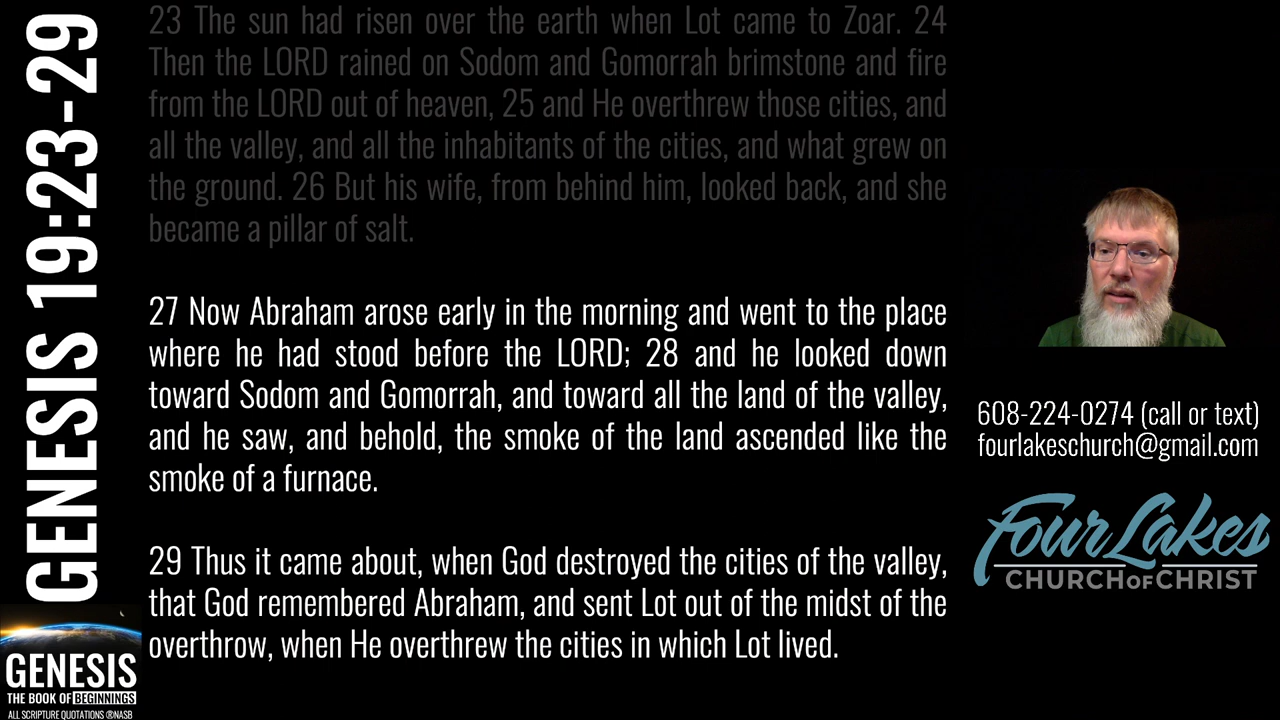 GENESIS 19:23-29
23 The sun had risen over the earth when Lot came to Zoar. 24
Then the LORD rained on Sodom and Gomorrah brimstone and fire
from the LORD out of heaven, 25 and He overthrew those cities, and
all the valley, and all the inhabitants of the cities, and what grew on
the ground. 26 But his wife, from behind him, looked back, and she
became a pillar of salt.
27 Now Abraham arose early in the morning and went to the place
where he had stood before the LORD; 28 and he looked down
toward Sodom and Gomorrah, and toward all the land of the valley,
and he saw, and behold, the smoke of the land ascended like the
smoke of a furnace.
29 Thus it came about, when God destroyed the cities of the valley,
that God remembered Abraham, and sent Lot out of the midst of the
overthrow, when He overthrew the cities in which Lot lived.
GENESIS
THE BOOK OF BEGINNINGS
ALL SCRIPTURE QUOTATIONS ®NASB
608-224-0274 (call or text)
fourlakeschurch@gmail.com
Four Lakes
CHURCH OF CHRIST